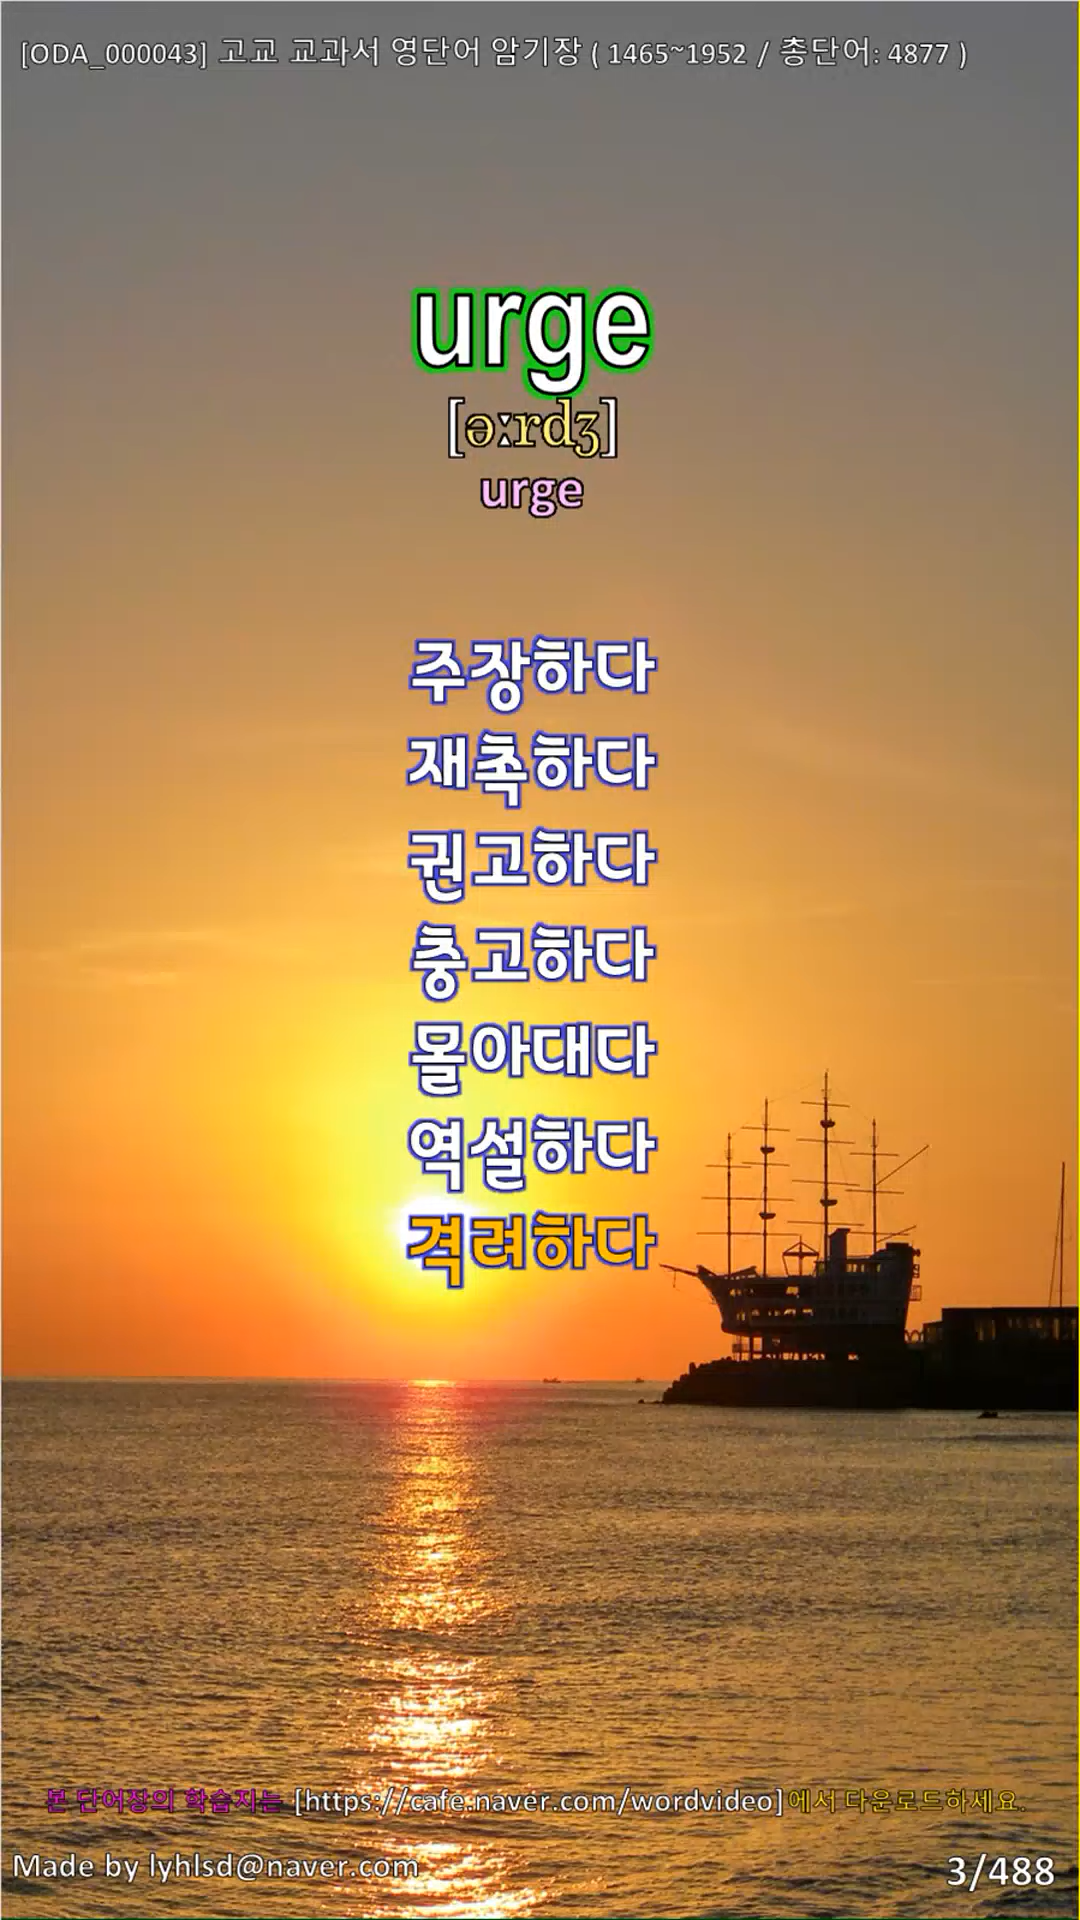 [ODA_000043] 고교 교과서 영단어 암기장 ( 1465~1952 / 총단어: 4877 )
urge
[əːrdʒ]
urge
주장하다
재촉하다
권고하다
충고하다
몰아대다
역설하다
격려하다
본 단어장의 학습지는 [https://cafe.naver.com/wordvideo]에서 다운로드하세요.
Made by lyhlsd@naver.com
3/488